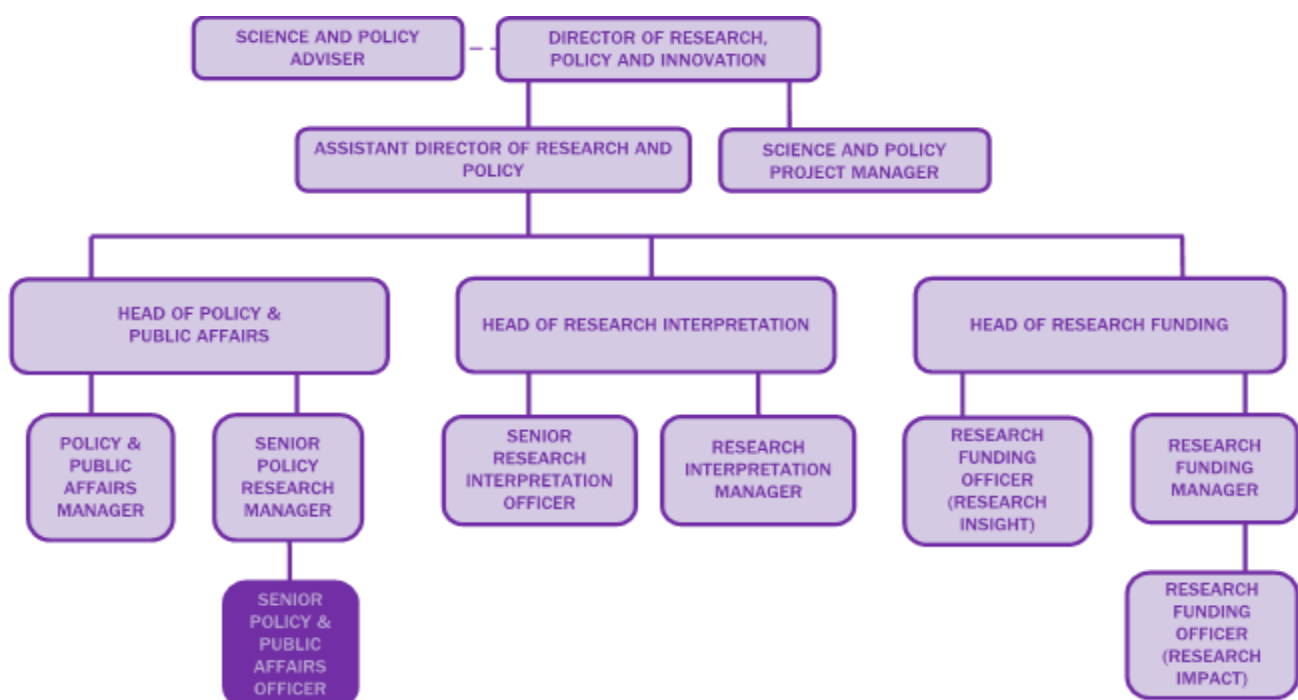 SCIENCE AND POLICY
ADVISER
DIRECTOR OF RESEARCH,
POLICY AND INNOVATION
ASSISTANT DIRECTOR OF RESEARCH AND
POLICY
SCIENCE AND POLICY
PROJECT MANAGER
HEAD OF POLICY &
PUBLIC AFFAIRS
HEAD OF RESEARCH INTERPRETATION
HEAD OF RESEARCH FUNDING
POLICY &
PUBLIC
AFFAIRS
MANAGER
SENIOR
POLICY
RESEARCH
MANAGER
SENIOR
RESEARCH
INTERPRETATION
OFFICER
RESEARCH
INTERPRETATION
MANAGER
RESEARCH
FUNDING
OFFICER
(RESEARCH
INSIGHT)
RESEARCH
FUNDING
MANAGER
SENIOR
POLICY &
PUBLIC
AFFAIRS
OFFICER
RESEARCH
FUNDING
OFFICER
(RESEARCH
IMPACT)